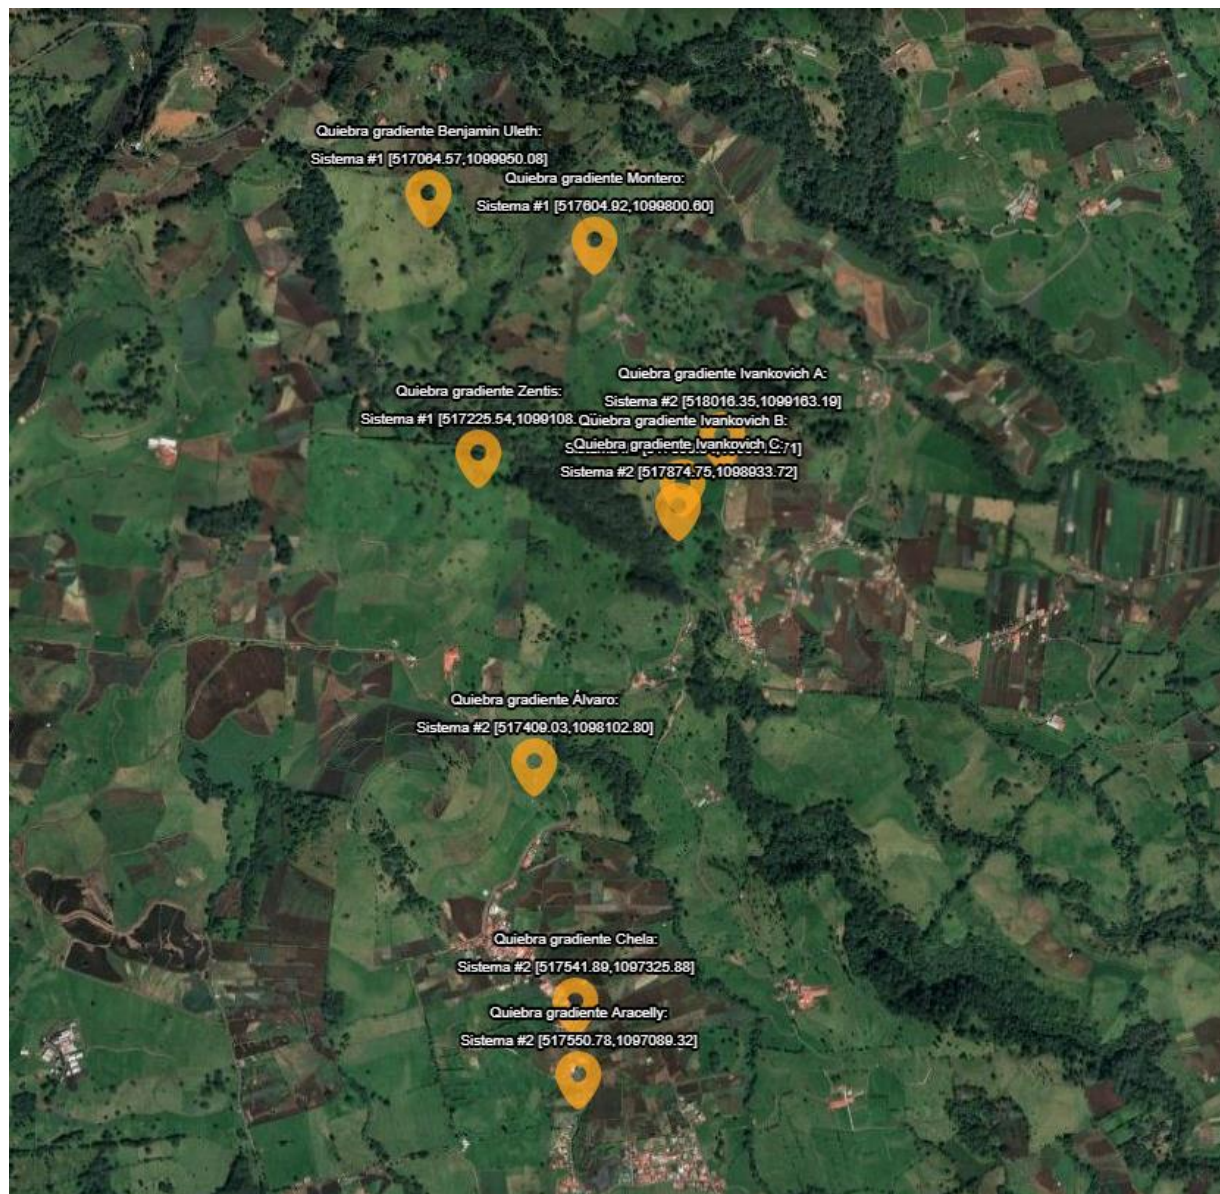 Quiebra gradiente Benjamin Uleth:
Sistema #1 [517064.57,1099950.08]
Quiebra gradiente Montero:
Sistema #1 [517604.92,1099800.60]
Quiebra gradiente Ivankovich A:
Sistema #2 [518016.35,1099163.19]
Quiebra gradiente Zentis:
Sistema #1 [517225.54,1099108.
Quiebra gradiente Ivankovich B:
Quiebra gradiente Ivankovich C:
Sistema #2 [517874.75,1098933.72]
Quiebra gradiente Álvaro:
Sistema #2 [517409.03,1098102.80]
Quiebra gradiente Chela:
Sistema #2 [517541.89,1097325.88]
Quiebra gradiente Aracelly:
Sistema #2 [517550.78,1097089.32]